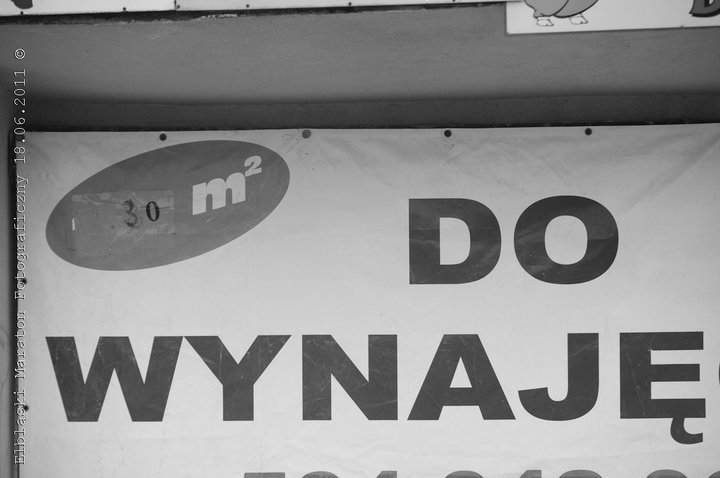 30 m²
DO
WYNAJĘ
Elbląski Maraton Fotograficzny 18.06.2011 ©